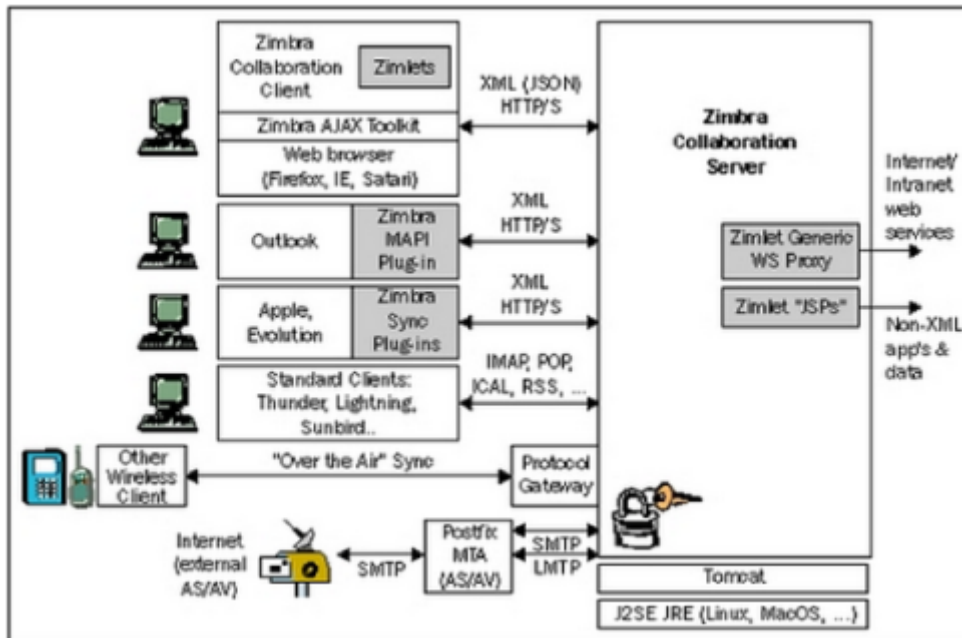 Zimbra
Collaboration
Client
Zimlets
Zimbra AJAX Toolkit
Web browser
(Firefox, IE, Satari)
XML (JSON)
HTTP/S
Outlook
Zimbra
MAPI
Plug-in
XML
HTTP/S
Apple,
Evolution
Zimbra
Sync
Plug-ins
XML
HTTP/S
Standard Clients:
Thunder, Lightning,
Sunbird..
IMAP, POP,
ICAL, RSS, ...
Other
Wireless
Client
"Over the Air" Sync
Protocol
Gateway
Internet
(external
AS/AV)
SMTP
Postfix
MTA
(AS/AV)
SMTP
LMTP
Zimbra
Collaboration
Server
Zimlet Generic
WS Proxy
Zimlet "JSPs"
Internet/
Intranet
web
services
Non-XML
app's &
data
Tomcat
J2SE JRE (Linux, MacOS, ...)